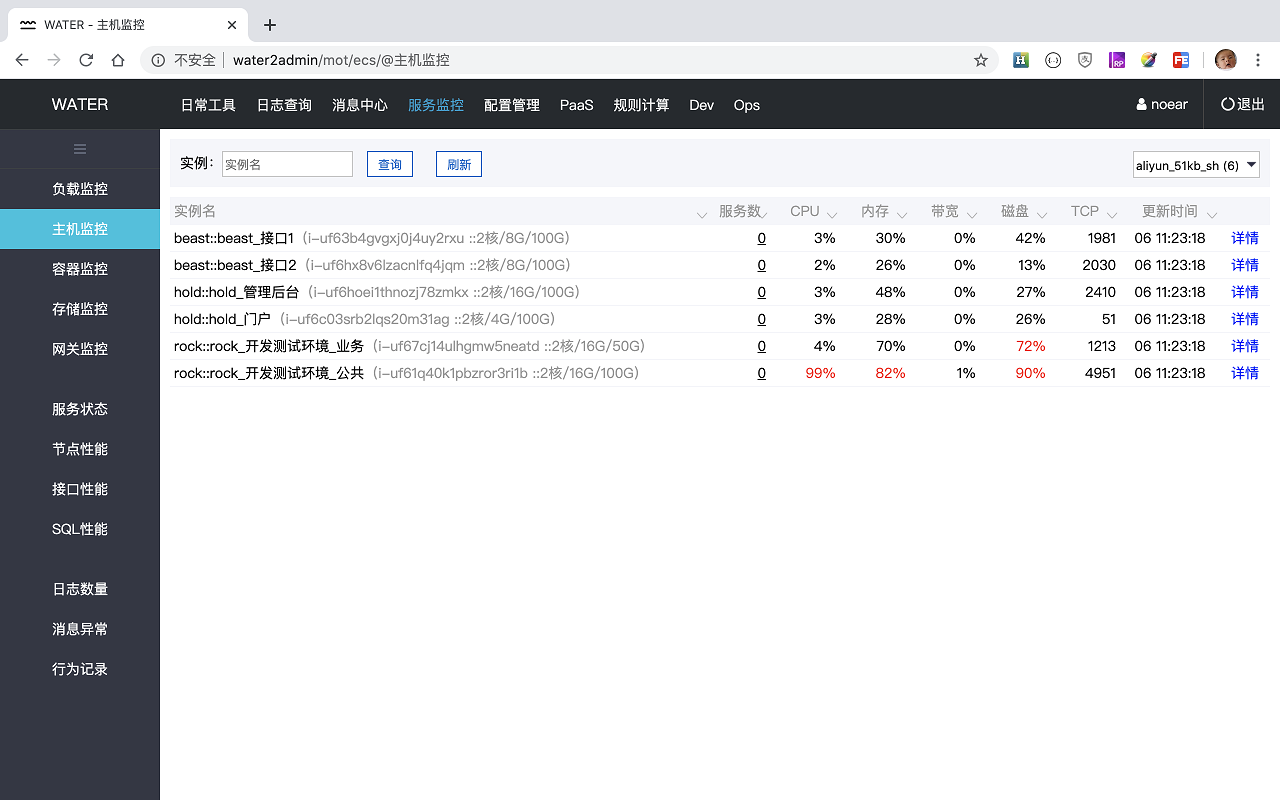 WATER - 主机监控
不安全 water2admin/mot/ecs/@主机监控
WATER 日常工具 日志查询 消息中心 服务监控 配置管理 PaaS 规则计算 Dev Ops noear 退出
负载监控
主机监控
容器监控
存储监控
网关监控
服务状态
节点性能
接口性能
SQL性能
日志数量
消息异常
行为记录
实例: 实例名 查询 刷新 aliyun_51kb_sh (6)
实例名 服务数 CPU 内存 带宽 磁盘 TCP 更新时间
beast::beast_接口1（i-uf63b4gvgxj0j4uy2rxu ::2核/8G/100G） 0 3% 30% 0% 42% 1981 06 11:23:18 详情
beast::beast_接口2（i-uf6hx8v6lzacnlfq4jqm ::2核/8G/100G） 0 2% 26% 0% 13% 2030 06 11:23:18 详情
hold::hold_管理后台（i-uf6hoei1thnozj78zmkx ::2核/16G/100G） 0 3% 48% 0% 27% 2410 06 11:23:18 详情
hold::hold_门户（i-uf6c03srb2lqs20m31ag ::2核/4G/100G） 0 3% 28% 0% 26% 51 06 11:23:18 详情
rock::rock_开发测试环境_业务（i-uf67cj14ulhgmw5neatd ::2核/16G/50G） 0 4% 70% 0% 72% 1213 06 11:23:18 详情
rock::rock_开发测试环境_公共（i-uf61q40k1pbzror3ri1b ::2核/16G/100G） 0 99% 82% 1% 90% 4951 06 11:23:18 详情